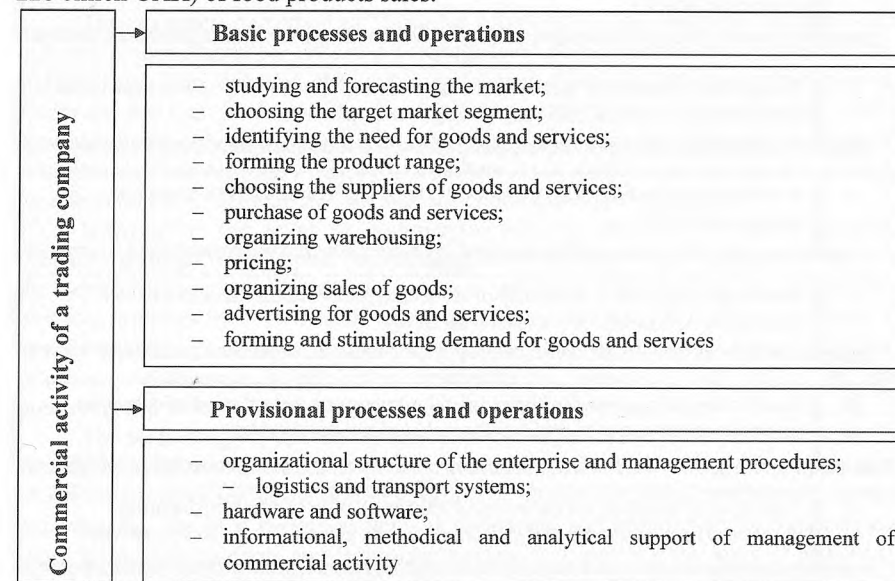 Basic processes and operations
– studying and forecasting the market;
– choosing the target market segment;
– identifying the need for goods and services;
– forming the product range;
– choosing the suppliers of goods and services;
– purchase of goods and services;
– organizing warehousing;
– pricing;
– organizing sales of goods;
– advertising for goods and services;
– forming and stimulating demand for goods and services
Commercial activity of a trading company
Provisional processes and operations
– organizational structure of the enterprise and management procedures;
– logistics and transport systems;
– hardware and software;
– informational, methodical and analytical support of management of
commercial activity